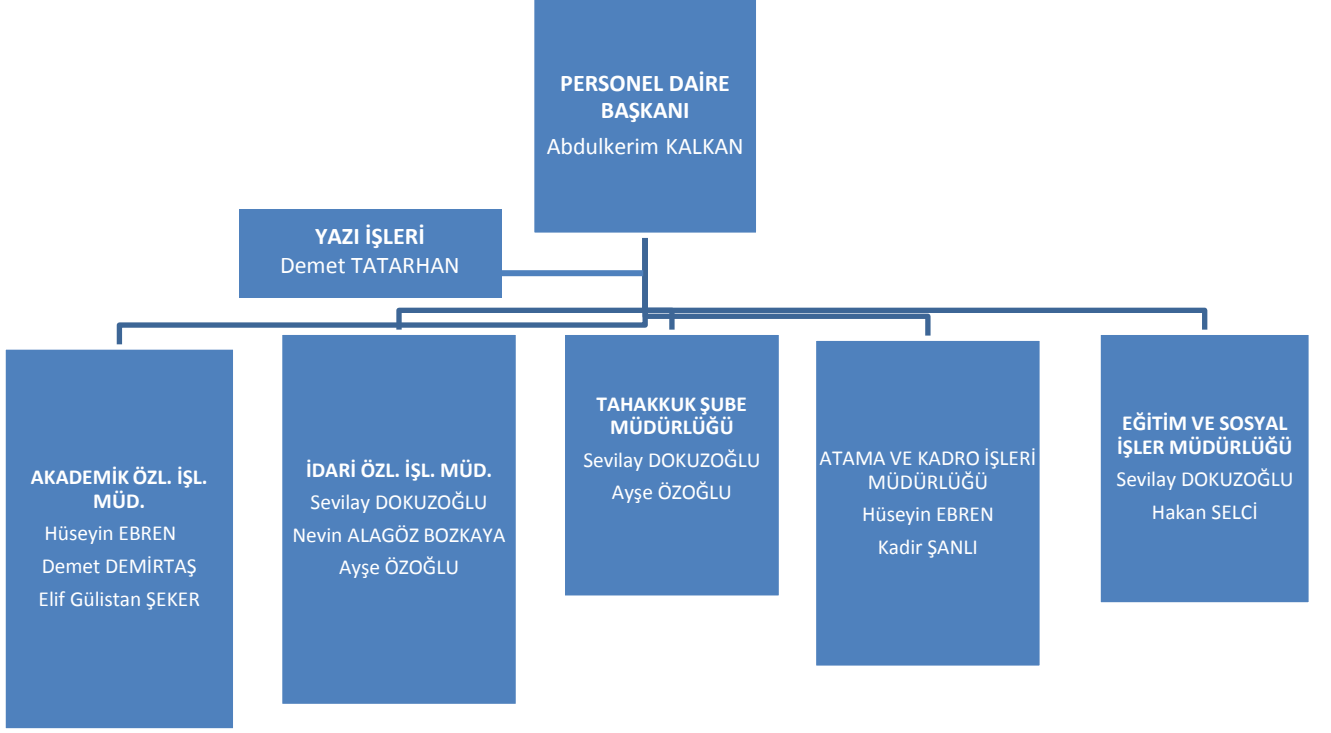 PERSONEL DAİRE
BAŞKANI
Abdulkerim KALKAN
YAZI İŞLERİ
Demet TATARHAN
AKADEMİK ÖZL. İŞL.
MÜD.
Hüseyin EBREN
Demet DEMİRTAŞ
Elif Gülistan ŞEKER
İDARİ ÖZL. İŞL. MÜD.
Sevilay DOKUZOĞLU
Nevin ALAGÖZ BOZKAYA
Ayşe ÖZOĞLU
TAHAKKUK ŞUBE
MÜDÜRLÜĞÜ
Sevilay DOKUZOĞLU
Ayşe ÖZOĞLU
ATAMA VE KADRO İŞLERİ
MÜDÜRLÜĞÜ
Hüseyin EBREN
Kadir ŞANLI
EĞİTİM VE SOSYAL
İŞLER MÜDÜRLÜĞÜ
Sevilay DOKUZOĞLU
Hakan SELCİ